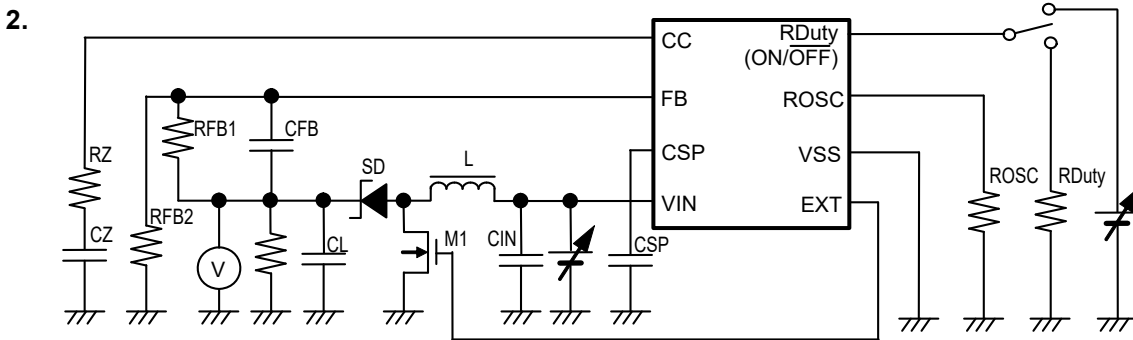 2.
CC
RDuty
(ON/OFF)
FB
ROSC
CSP
VSS
VIN
EXT
RFB1
CFB
SD
L
RZ
RFB2
CZ
V
CL
M1
CIN
CSP
ROSC
RDuty